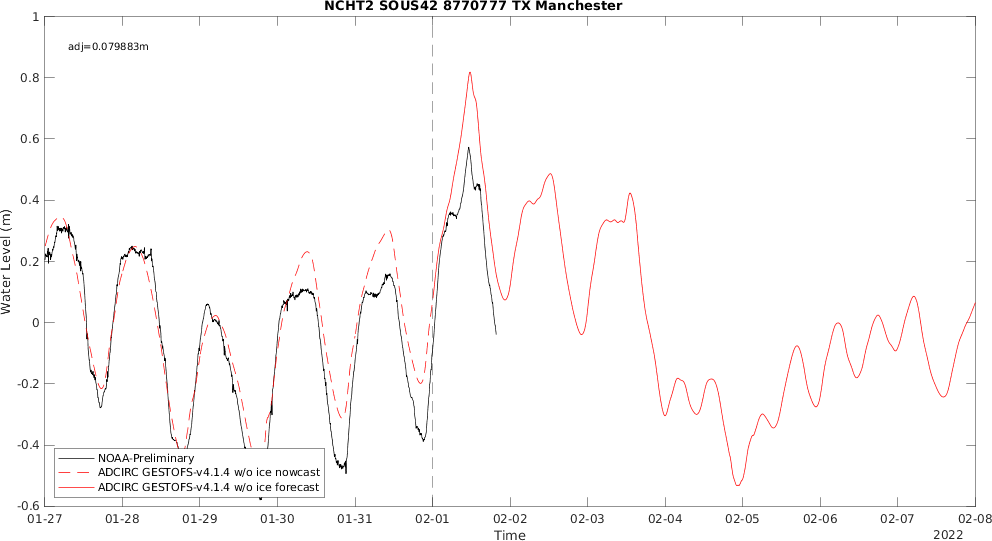 NCHT2 SOUS42 8770777 TX Manchester
adj=0.079883m
Water Level (m)
1
0.8
0.6
0.4
0.2
0
-0.2
-0.4
-0.6
NOAA-Preliminary
ADCIRC GESTOFS-v4.1.4 w/o ice nowcast
ADCIRC GESTOFS-v4.1.4 w/o ice forecast
01-27 01-28 01-29 01-30 01-31 02-01 02-02 02-03 02-04 02-05 02-06 02-07 02-08
Time
2022